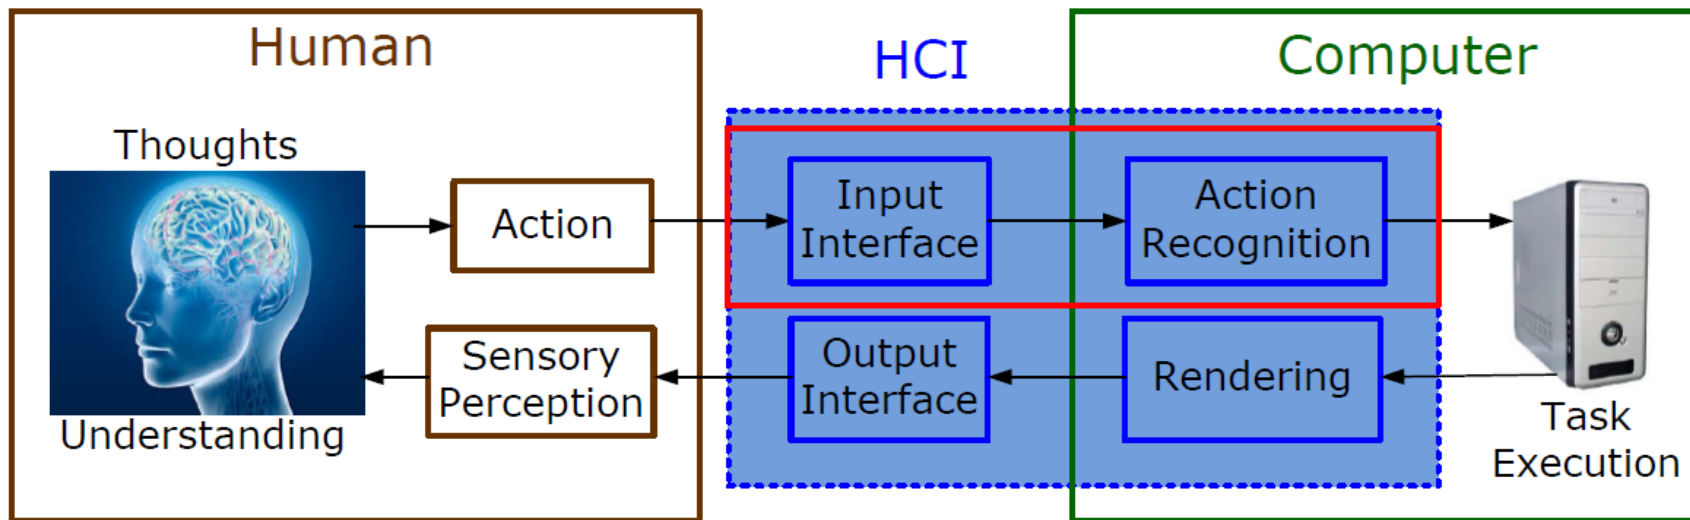 Human
HCI
Computer
Thoughts
Action
Input
Interface
Action
Recognition
Sensory
Perception
Output
Interface
Rendering
Understanding
Task
Execution